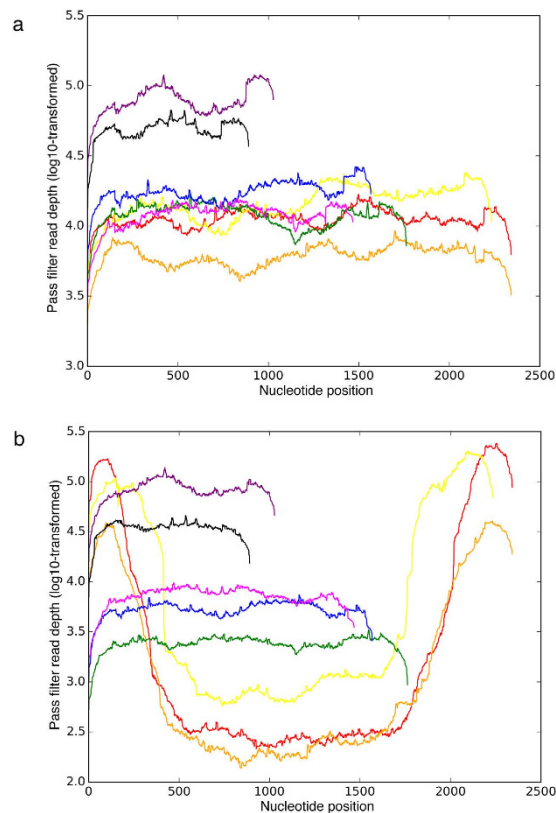 a
5.5
5.0
4.5
4.0
3.5
3.0
Pass filter read depth (log10-transformed)
0 500 1000 1500 2000 2500
Nucleotide position
b
5.5
5.0
4.5
4.0
3.5
3.0
2.5
2.0
Pass filter read depth (log10-transformed)
0 500 1000 1500 2000 2500
Nucleotide position